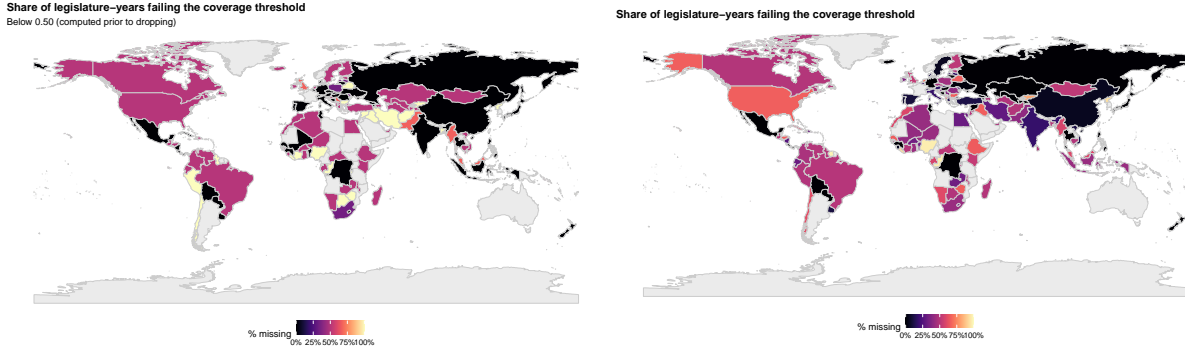 Share of legislature−years failing the coverage threshold
Below 0.50 (computed prior to dropping)
% missing
0% 25% 50% 75%100%
Share of legislature−years failing the coverage threshold
% missing
0% 25% 50% 75%100%